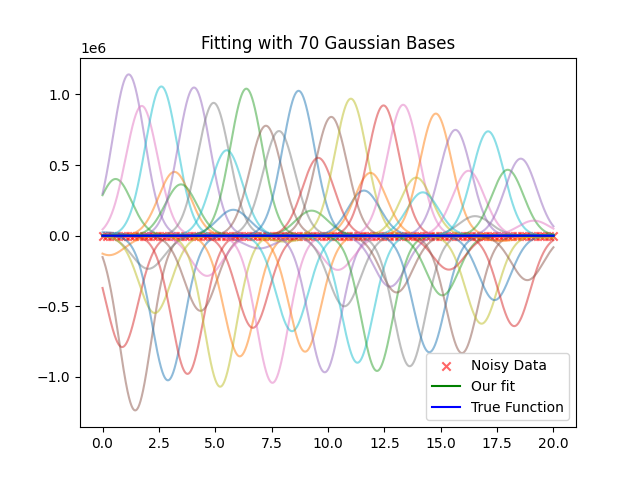 Fitting with 70 Gaussian Bases
1e6
1.0
0.5
0.0
−0.5
−1.0
0.0 2.5 5.0 7.5 10.0 12.5 15.0 17.5 20.0
Noisy Data
Our fit
True Function